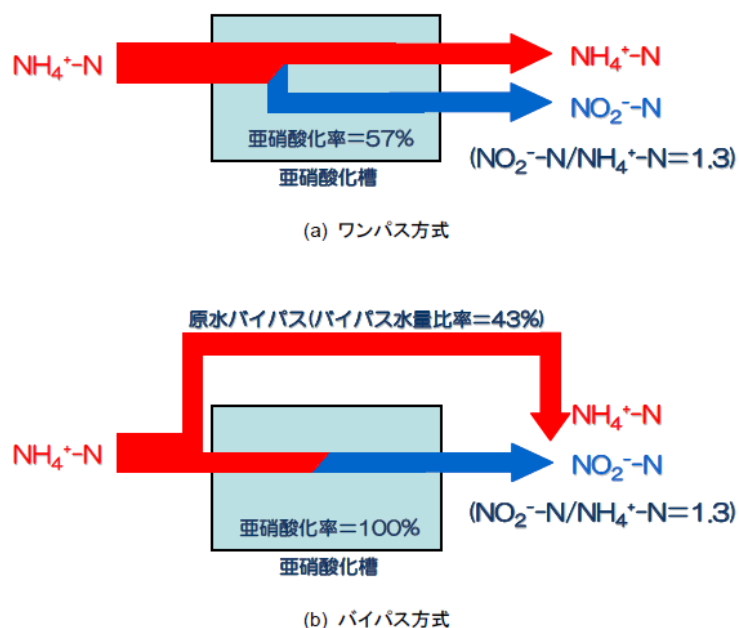 NH₄⁺-N
NH₄⁺-N
NO₂⁻-N
亜硝酸化率=57%
(NO₂⁻-N/NH₄⁺-N=1.3)
亜硝酸化槽
(a) ワンパス方式
原水バイパス(バイパス水量比率=43%)
NH₄⁺-N
NH₄⁺-N
NO₂⁻-N
(NO₂⁻-N/NH₄⁺-N=1.3)
亜硝酸化率=100%
亜硝酸化槽
(b) バイパス方式